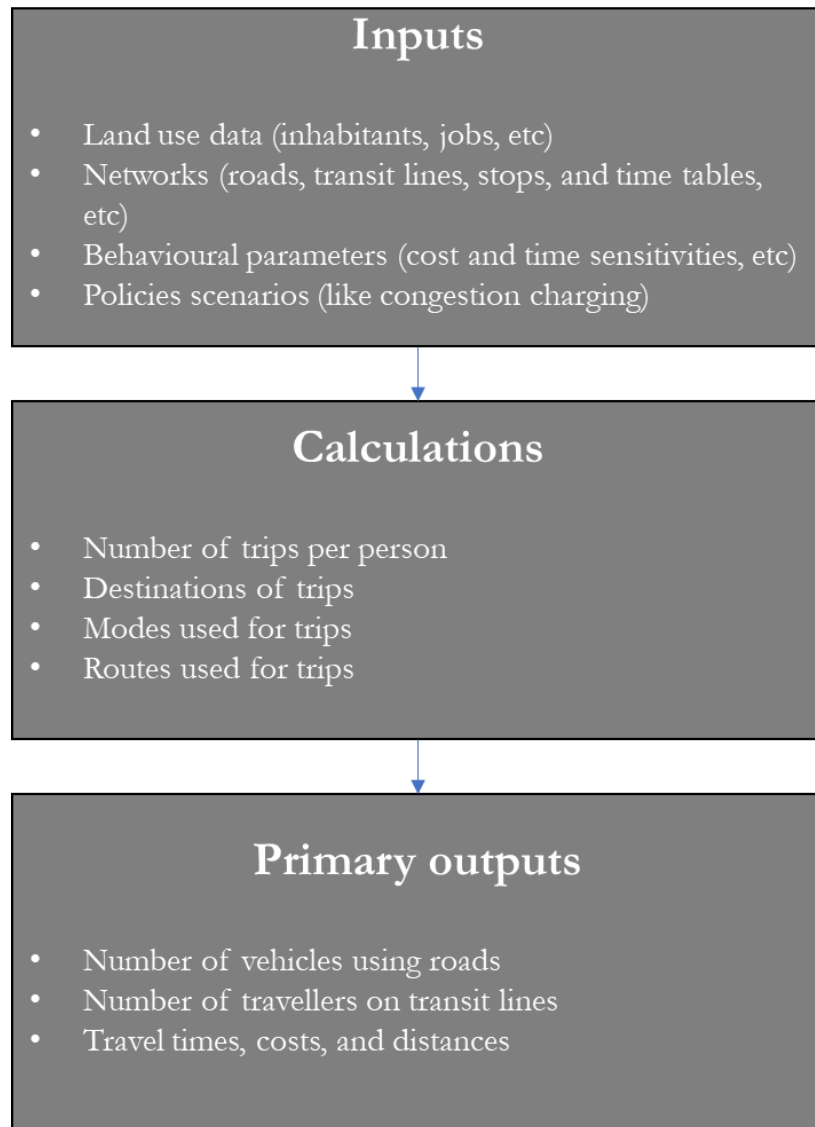 Inputs
• Land use data (inhabitants, jobs, etc)
• Networks (roads, transit lines, stops, and time tables,
etc)
• Behavioural parameters (cost and time sensitivities, etc)
• Policies scenarios (like congestion charging)
Calculations
• Number of trips per person
• Destinations of trips
• Modes used for trips
• Routes used for trips
Primary outputs
• Number of vehicles using roads
• Number of travellers on transit lines
• Travel times, costs, and distances